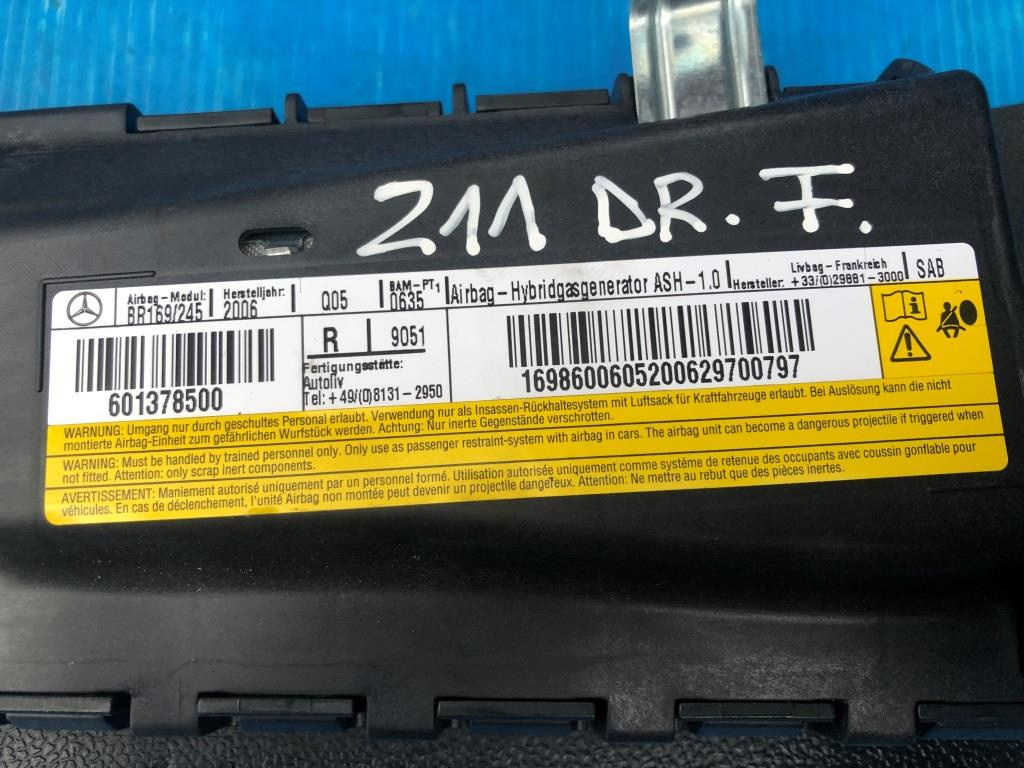 211 DR. F.
Airbag-Modul:
BR169/245
Herstelljahr:
2006
Q05
BAM-PT1
0635
Airbag-Hybridgasgenerator ASH-1.0
Livbag-Frankreich
Hersteller: +33/(0)29881-3000
SAB
R 9051
Fertigungsstätte:
Autoliv
Tel: +49/(0)8131-2950
601378500
1698600605200629700797
WARNUNG: Umgang nur durch geschultes Personal erlaubt. Verwendung nur als Insassen-Rückhaltesystem mit Luftsack für Kraftfahrzeuge erlaubt. Bei Auslösung kann die nicht
montierte Airbag-Einheit zum gefährlichen Wurfstück werden. Achtung: Nur inerte Gegenstände verschrotten.
WARNING: Must be handled by trained personnel only. Only use as passenger restraint-system with airbag in cars. The airbag unit can become a dangerous projectile if triggered when
not fitted. Attention: only scrap inert components.
AVERTISSEMENT: Maniement autorisé uniquement par un personnel formé. Utilisation autorisée uniquement comme système de retenue des occupants avec coussin gonflable pour
véhicules. En cas de déclenchement, l'unité Airbag non montée peut devenir un projectile dangereux. Attention: Ne mettre au rebut que des pièces inertes.